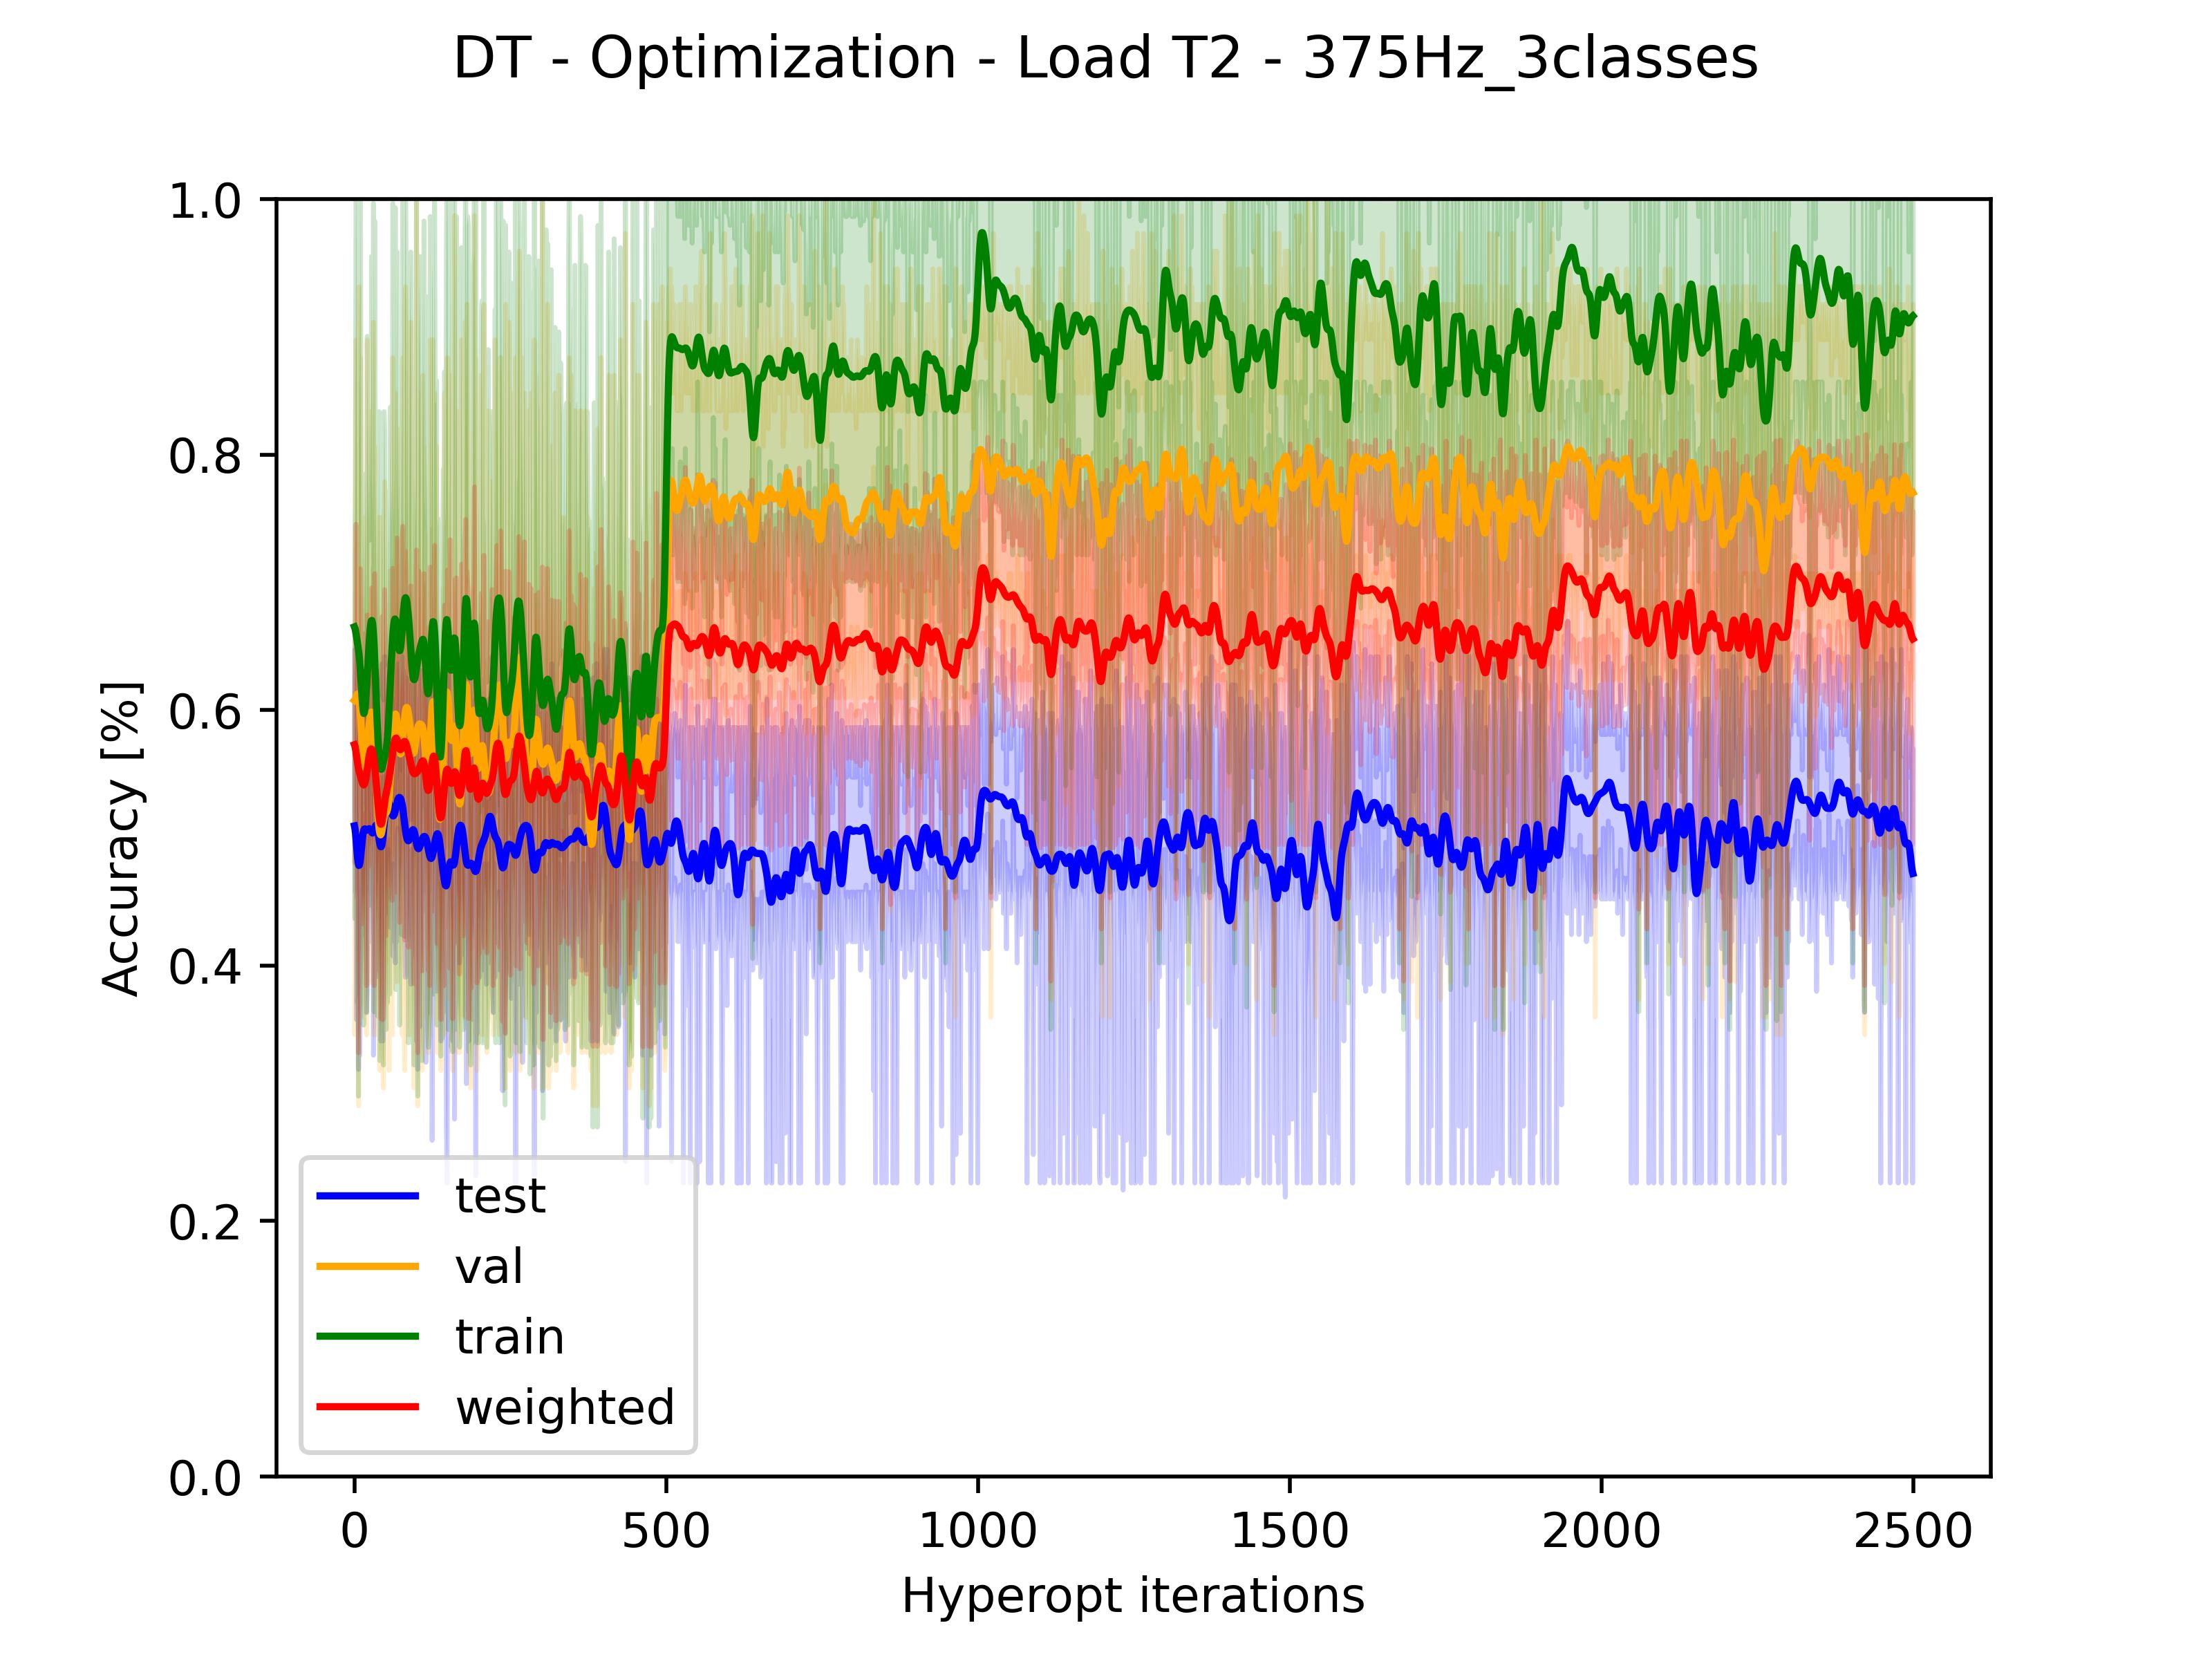 DT - Optimization - Load T2 - 375Hz_3classes
1.0
0.8
0.6
0.4
0.2
0.0
Accuracy [%]
test
val
train
weighted
0 500 1000 1500 2000 2500
Hyperopt iterations